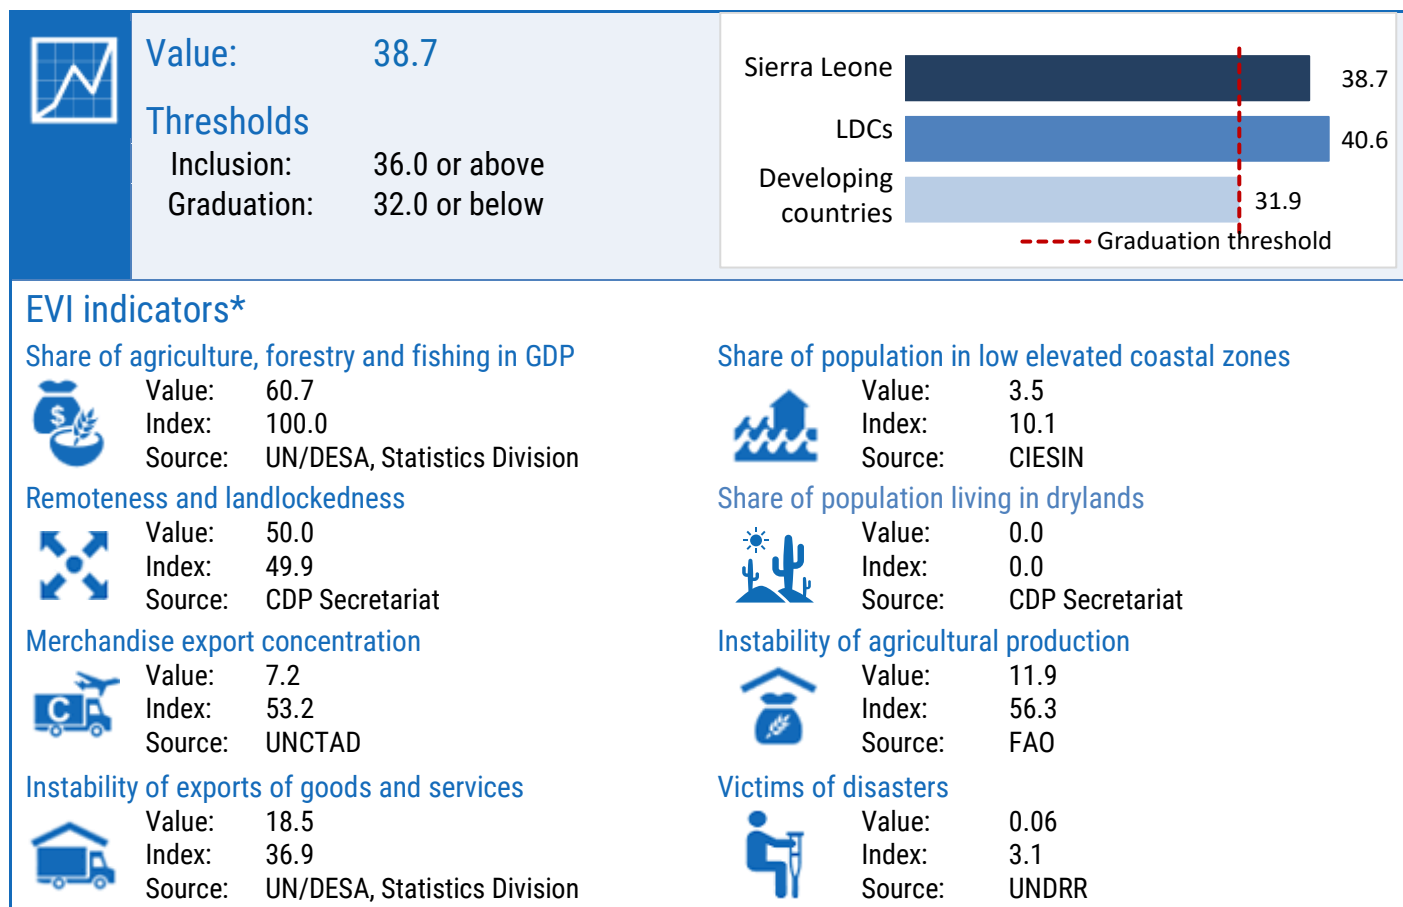 Value: 38.7
Thresholds
Inclusion: 36.0 or above
Graduation: 32.0 or below
Sierra Leone 38.7
LDCs 40.6
Developing
countries 31.9
Graduation threshold
EVI indicators*
Share of agriculture, forestry and fishing in GDP
$
Value: 60.7
Index: 100.0
Source: UN/DESA, Statistics Division
Remoteness and landlockedness
Value: 50.0
Index: 49.9
Source: CDP Secretariat
Merchandise export concentration
C
Value: 7.2
Index: 53.2
Source: UNCTAD
Instability of exports of goods and services
Value: 18.5
Index: 36.9
Source: UN/DESA, Statistics Division
Share of population in low elevated coastal zones
Value: 3.5
Index: 10.1
Source: CIESIN
Share of population living in drylands
Value: 0.0
Index: 0.0
Source: CDP Secretariat
Instability of agricultural production
Value: 11.9
Index: 56.3
Source: FAO
Victims of disasters
Value: 0.06
Index: 3.1
Source: UNDRR